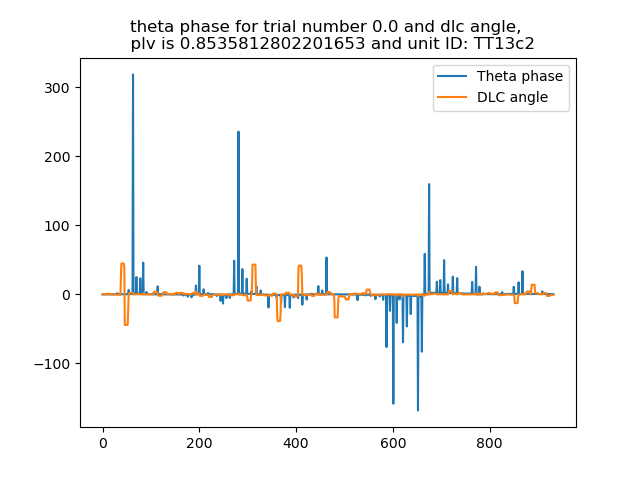 theta phase for trial number 0.0 and dlc angle,
plv is 0.8535812802201653 and unit ID: TT13c2
Theta phase
DLC angle
300
200
100
0
−100
0
200
400
600
800